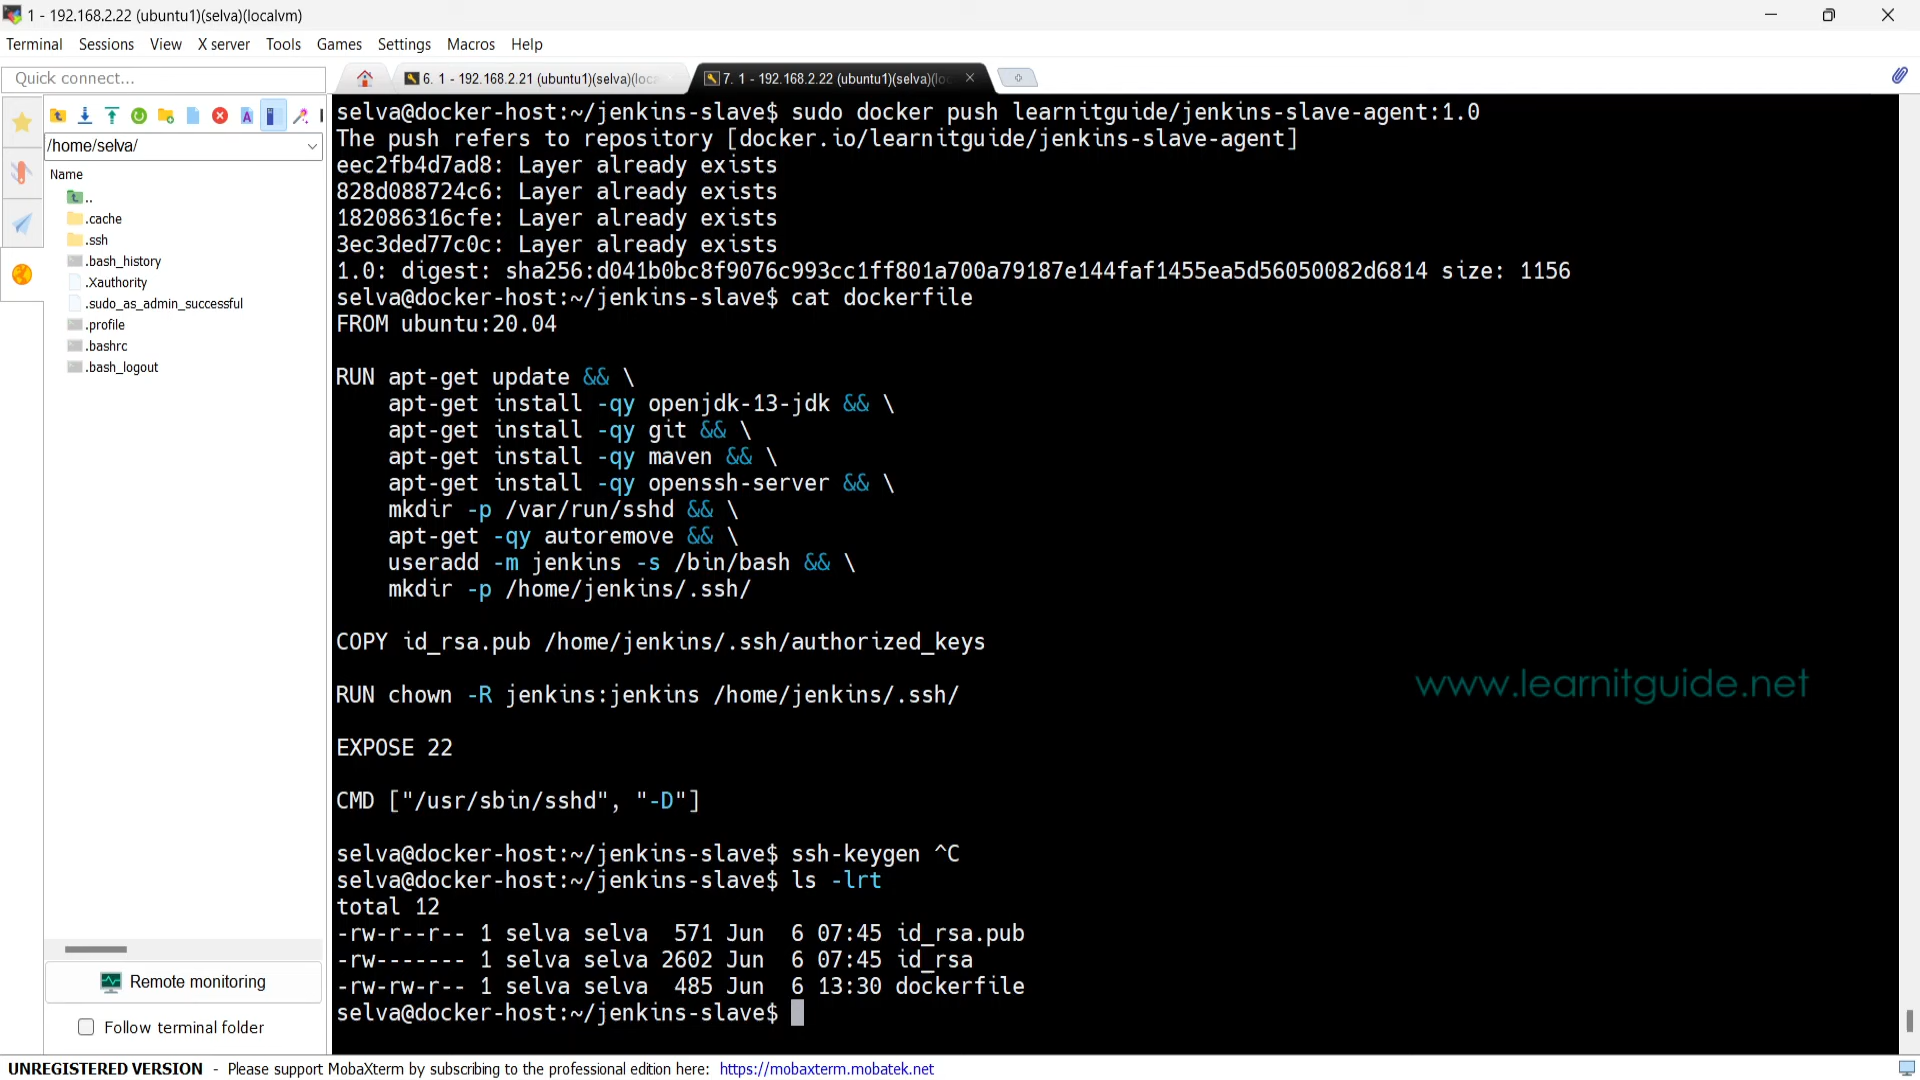 1 - 192.168.2.22 (ubuntu1)(selva)(localvm)
Terminal Sessions View X server Tools Games Settings Macros Help
Quick connect...
6. 1 - 192.168.2.21 (ubuntu1)(selva)(loc
7. 1 - 192.168.2.22 (ubuntu1)(selva)(lo
/home/selva/
Name
..
.cache
.ssh
.bash_history
.Xauthority
.sudo_as_admin_successful
.profile
.bashrc
.bash_logout
Remote monitoring
Follow terminal folder
selva@docker-host:~/jenkins-slave$ sudo docker push learnitguide/jenkins-slave-agent:1.0
The push refers to repository [docker.io/learnitguide/jenkins-slave-agent]
eec2fb4d7ad8: Layer already exists
828d088724c6: Layer already exists
182086316cfe: Layer already exists
3ec3ded77c0c: Layer already exists
1.0: digest: sha256:d041b0bc8f9076c993cc1ff801a700a79187e144faf1455ea5d56050082d6814 size: 1156
selva@docker-host:~/jenkins-slave$ cat dockerfile
FROM ubuntu:20.04
RUN apt-get update && \
apt-get install -qy openjdk-13-jdk && \
apt-get install -qy git && \
apt-get install -qy maven && \
apt-get install -qy openssh-server && \
mkdir -p /var/run/sshd && \
apt-get -qy autoremove && \
useradd -m jenkins -s /bin/bash && \
mkdir -p /home/jenkins/.ssh/
COPY id_rsa.pub /home/jenkins/.ssh/authorized_keys
RUN chown -R jenkins:jenkins /home/jenkins/.ssh/
EXPOSE 22
CMD ["/usr/sbin/sshd", "-D"]
selva@docker-host:~/jenkins-slave$ ssh-keygen ^C
selva@docker-host:~/jenkins-slave$ ls -lrt
total 12
-rw-r--r-- 1 selva selva  571 Jun  6 07:45 id_rsa.pub
-rw------- 1 selva selva 2602 Jun  6 07:45 id_rsa
-rw-rw-r-- 1 selva selva  485 Jun  6 13:30 dockerfile
selva@docker-host:~/jenkins-slave$
www.learnitguide.net
UNREGISTERED VERSION - Please support MobaXterm by subscribing to the professional edition here: https://mobaxterm.mobatek.net